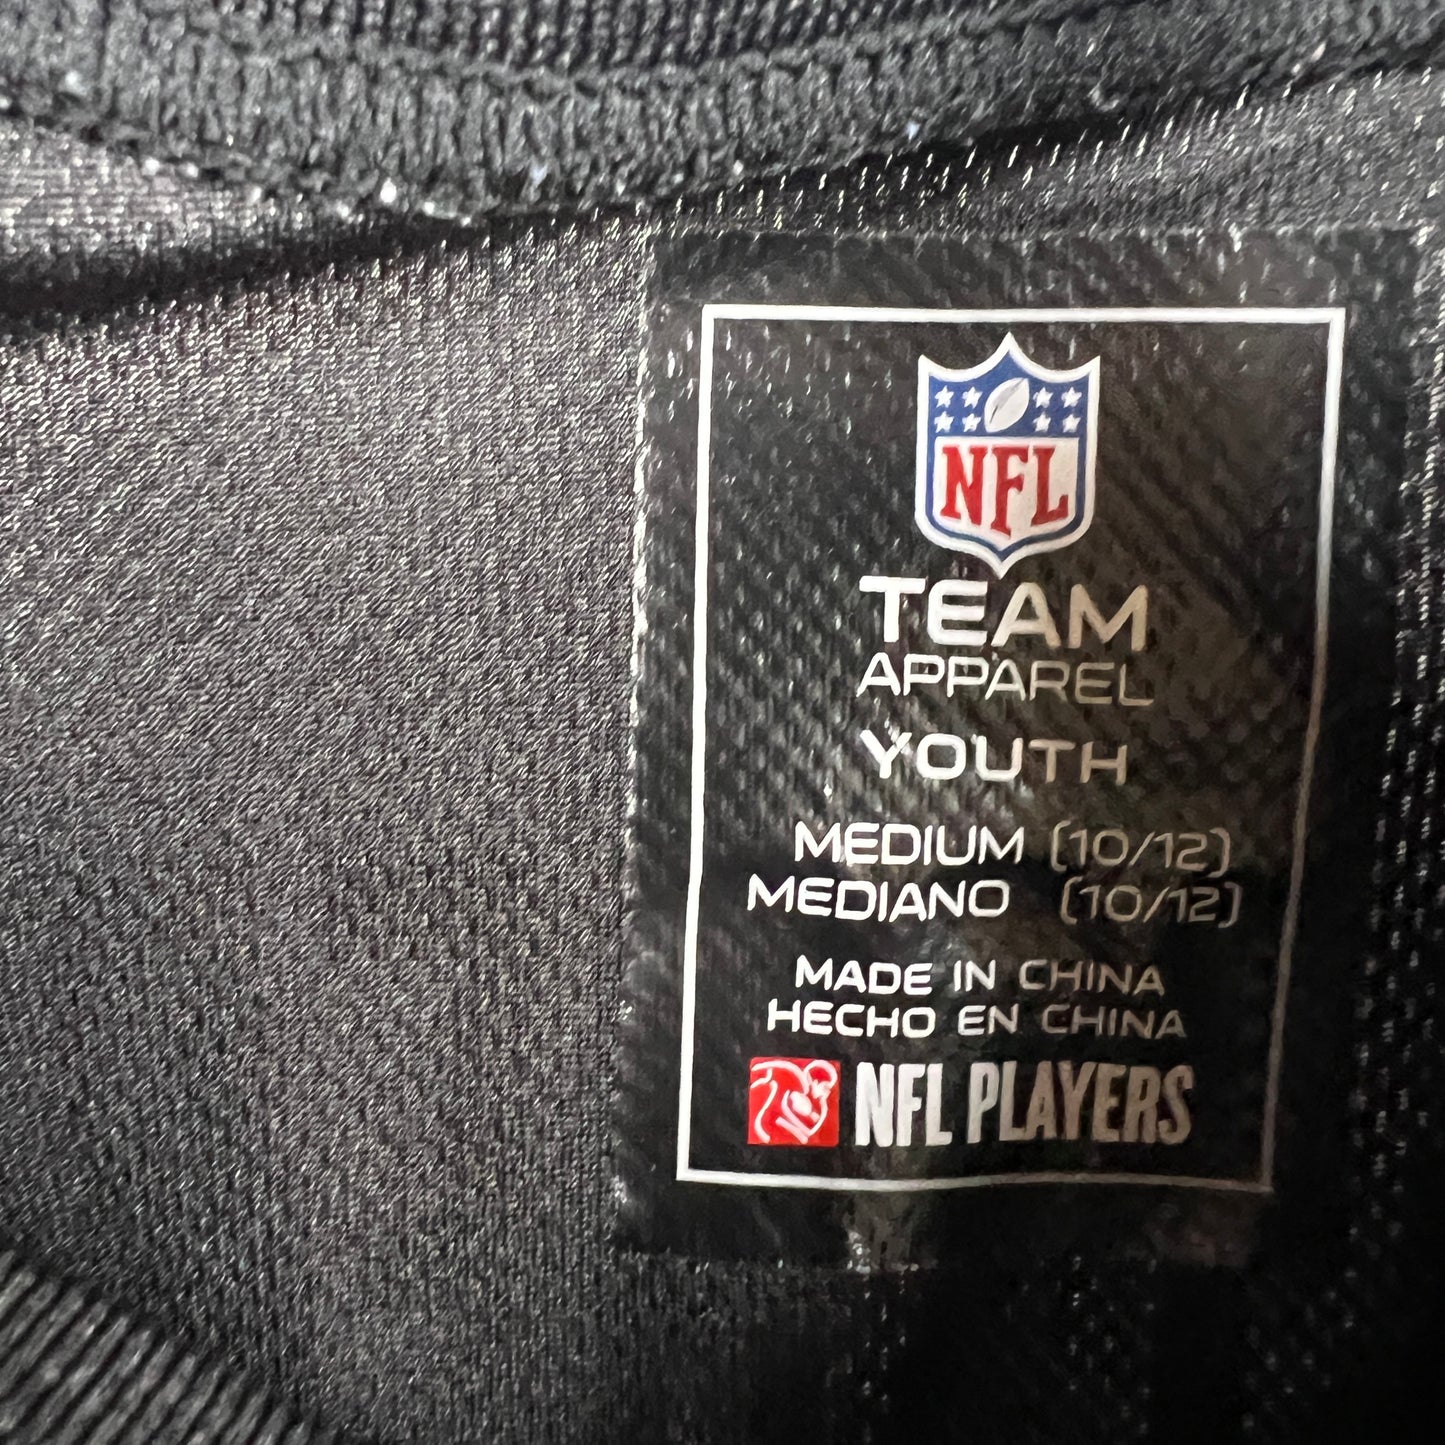 NFL
TEAM
APPAREL
YOUTH
MEDIUM (10/12)
MEDIANO (10/12)
MADE IN CHINA
HECHO EN CHINA
NFL PLAYERS